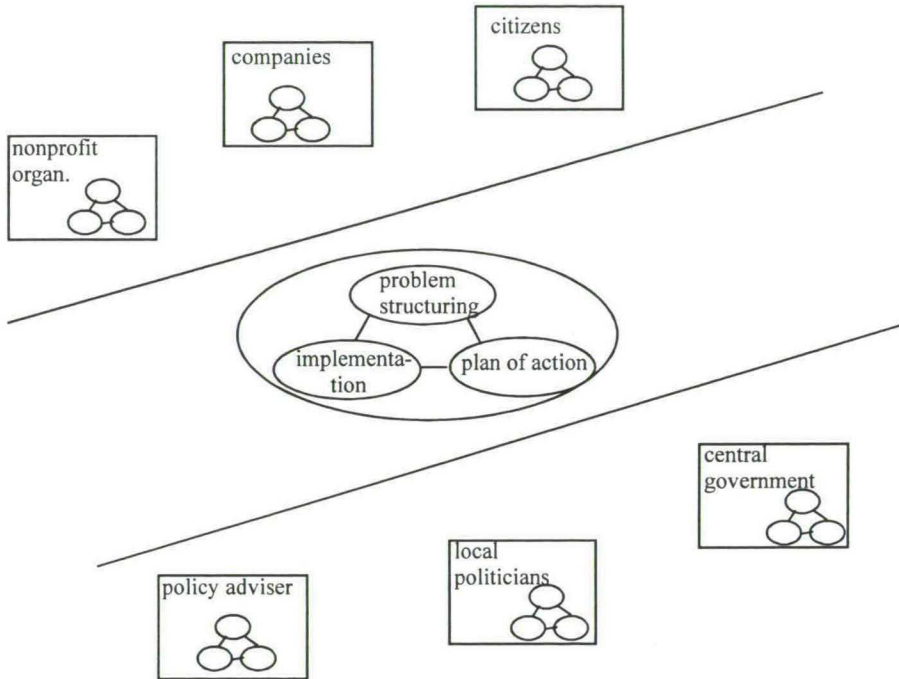 citizens
companies
nonprofit
organ.
problem
structuring
implementa-
tion
plan of action
central
government
local
politicians
policy adviser